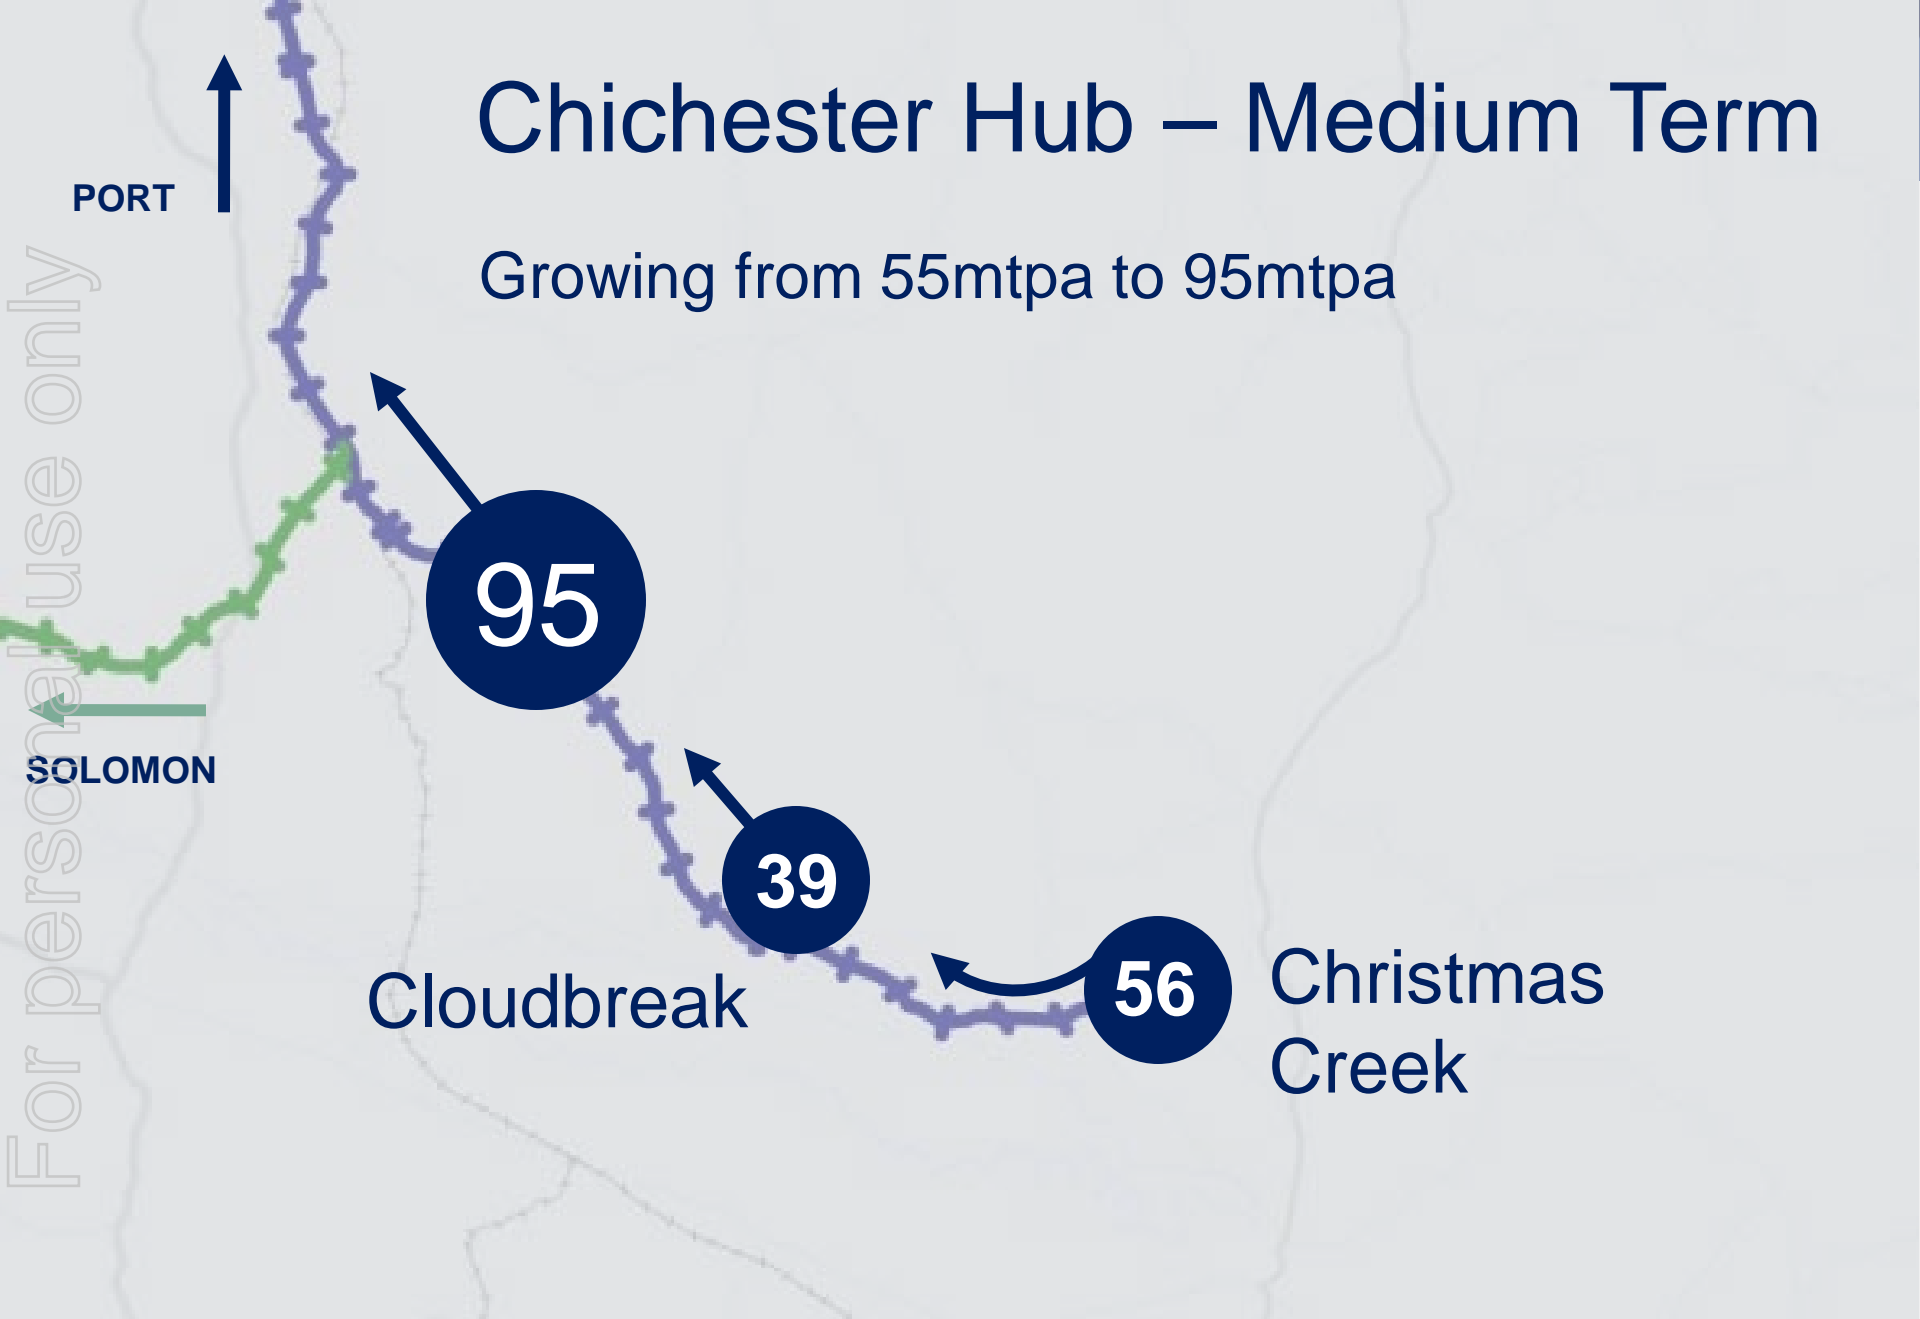 Chichester Hub – Medium Term
PORT
Growing from 55mtpa to 95mtpa
95
SOLOMON
39
56
Cloudbreak
Christmas
Creek
For personal use only